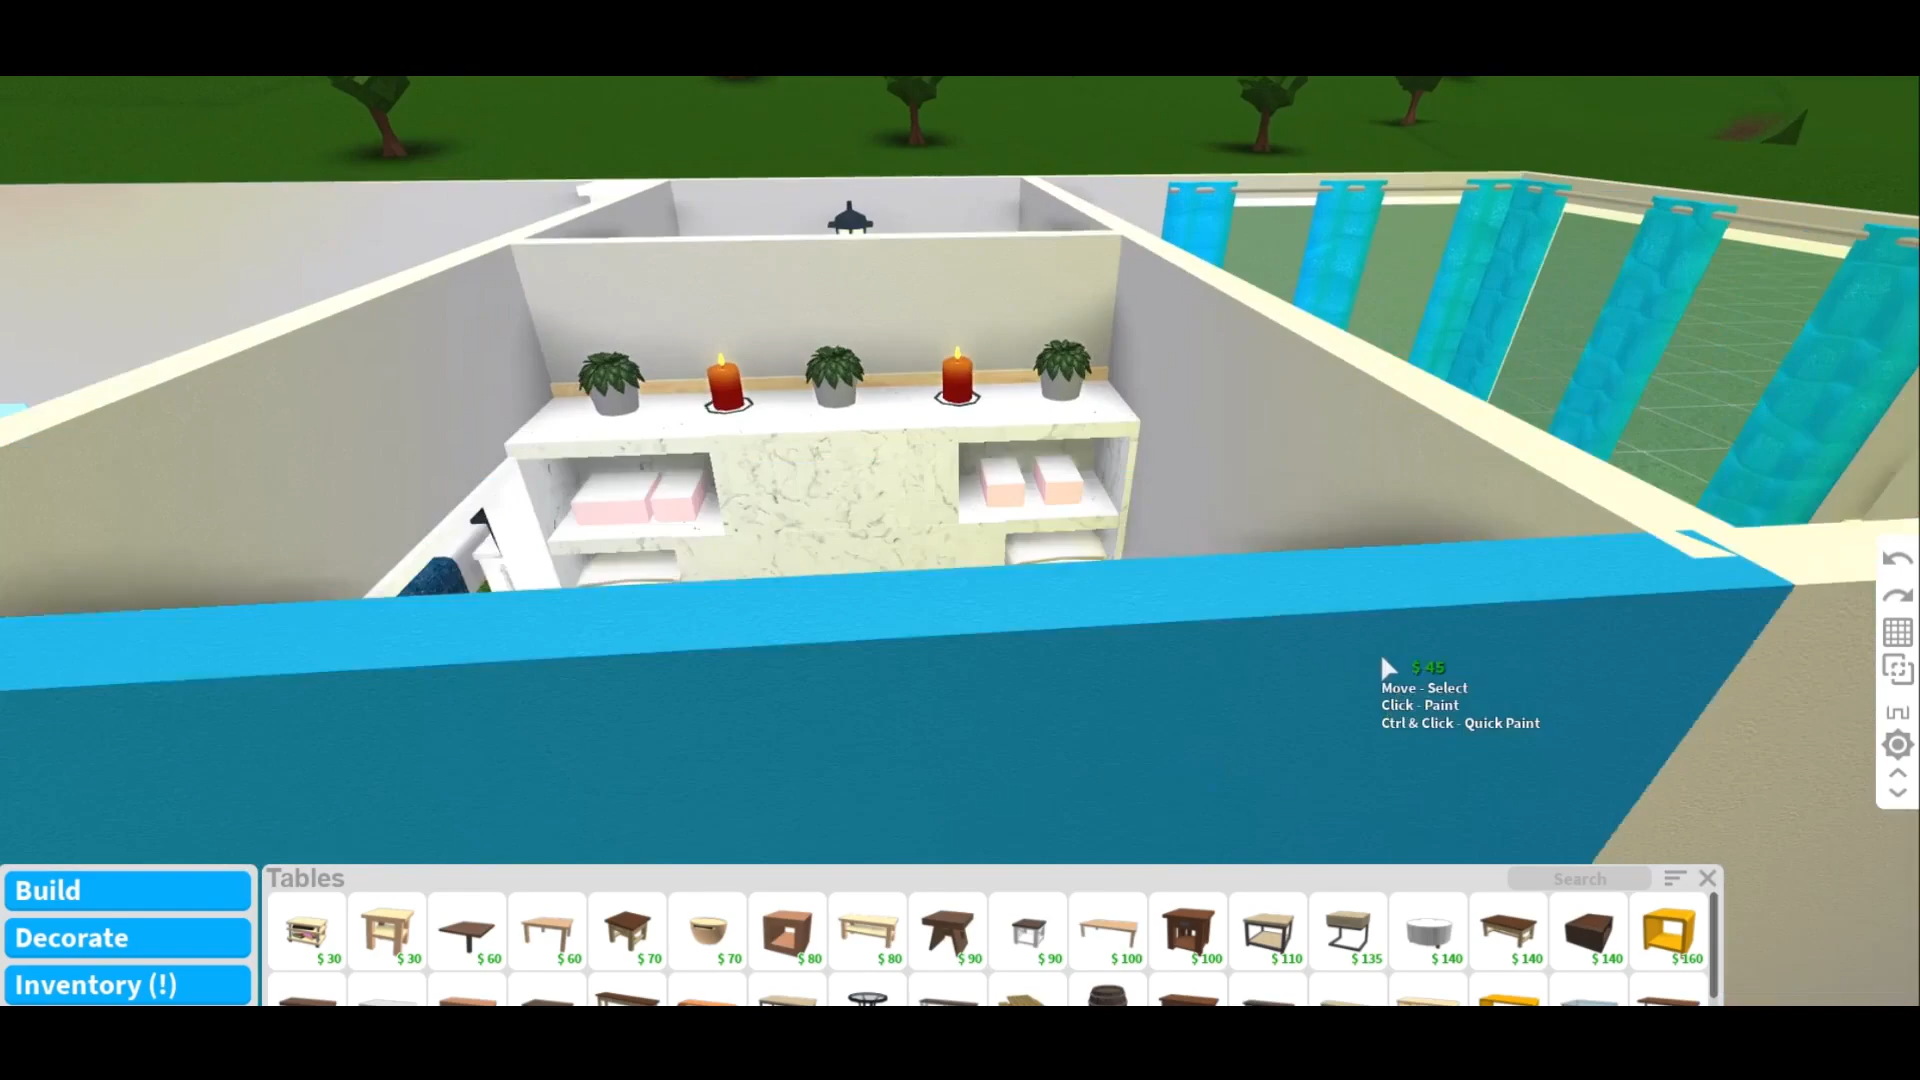 $ 45
Move - Select
Click - Paint
Ctrl & Click - Quick Paint
Build
Decorate
Inventory (!)
Tables
Search
$ 30 $ 30 $ 60 $ 60 $ 70 $ 70 $ 80 $ 80 $ 90 $ 90 $ 100 $ 100 $ 110 $ 135 $ 140 $ 140 $ 140 $ 160